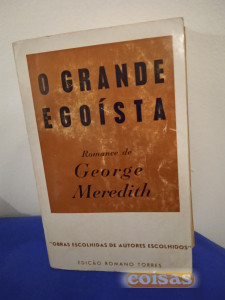 O GRANDE
EGOÍSTA
Romance de
George
Meredith
"OBRAS ESCOLHIDAS DE AUTORES ESCOLHIDOS"
EDIÇÃO ROMANO TORRES
coisas